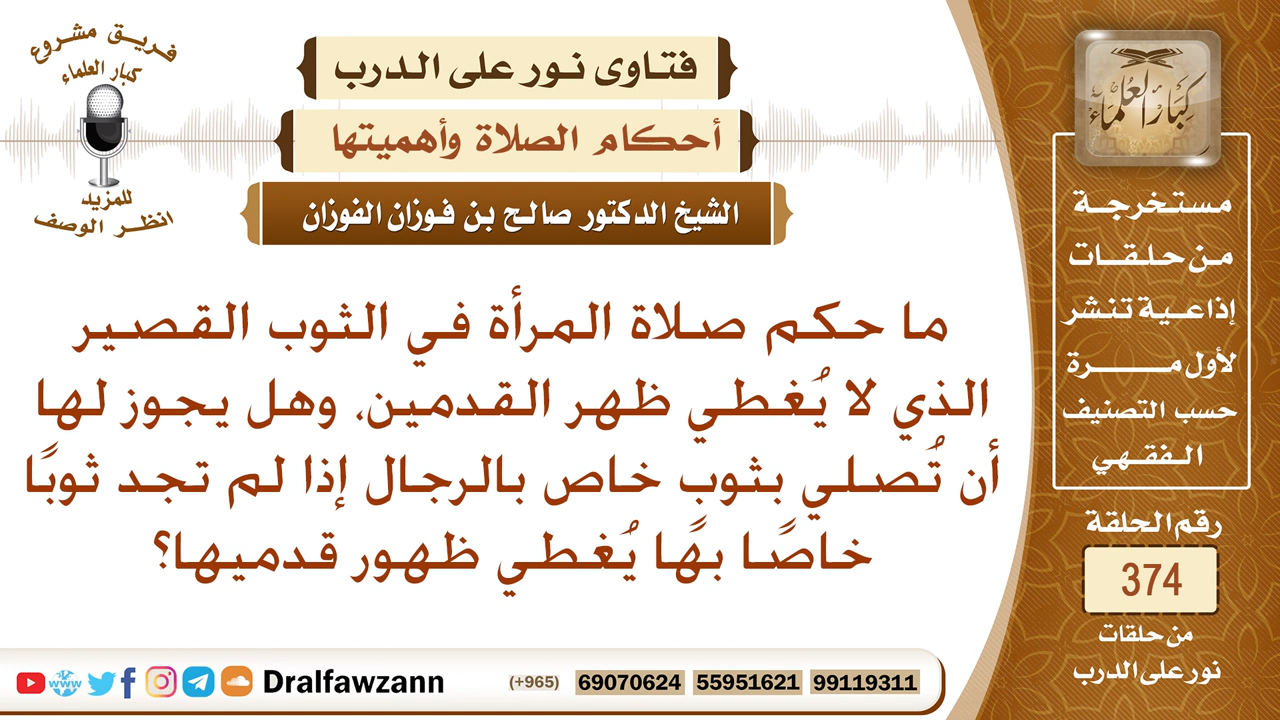 فريق مشروع
كبار العلماء
للمزيد
انظر الوصف
فتاوى نور على الدرب
أحكام الصلاة وأهميتها
الشيخ الدكتور صالح بن فوزان الفوزان
ما حكم صلاة المرأة في الثوب القصير
الذي لا يُغطي ظهر القدمين، وهل يجوز لها
أن تُصلي بثوبٍ خاص بالرجال إذا لم تجد ثوبًا
خاصًا بهًا يُغطي ظهور قدميها؟
كبار العلماء
مستخرجة
من حلقات
إذاعية تنشر
لأول مرة
حسب التصنيف
الفقهي
رقم الحلقة
374
من حلقات
نور على الدرب
www Dralfawzann (+965) 69070624 55951621 99119311